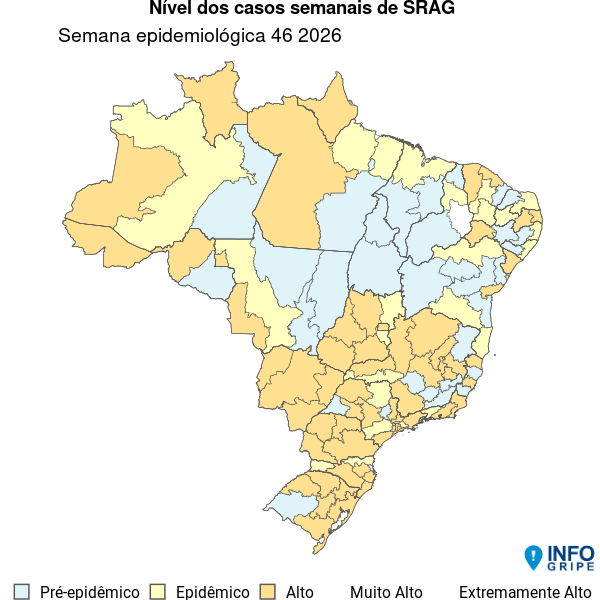 Nível dos casos semanais de SRAG
Semana epidemiológica 46 2026
INFO
GRIPE
Pré-epidêmico Epidêmico Alto Muito Alto Extremamente Alto